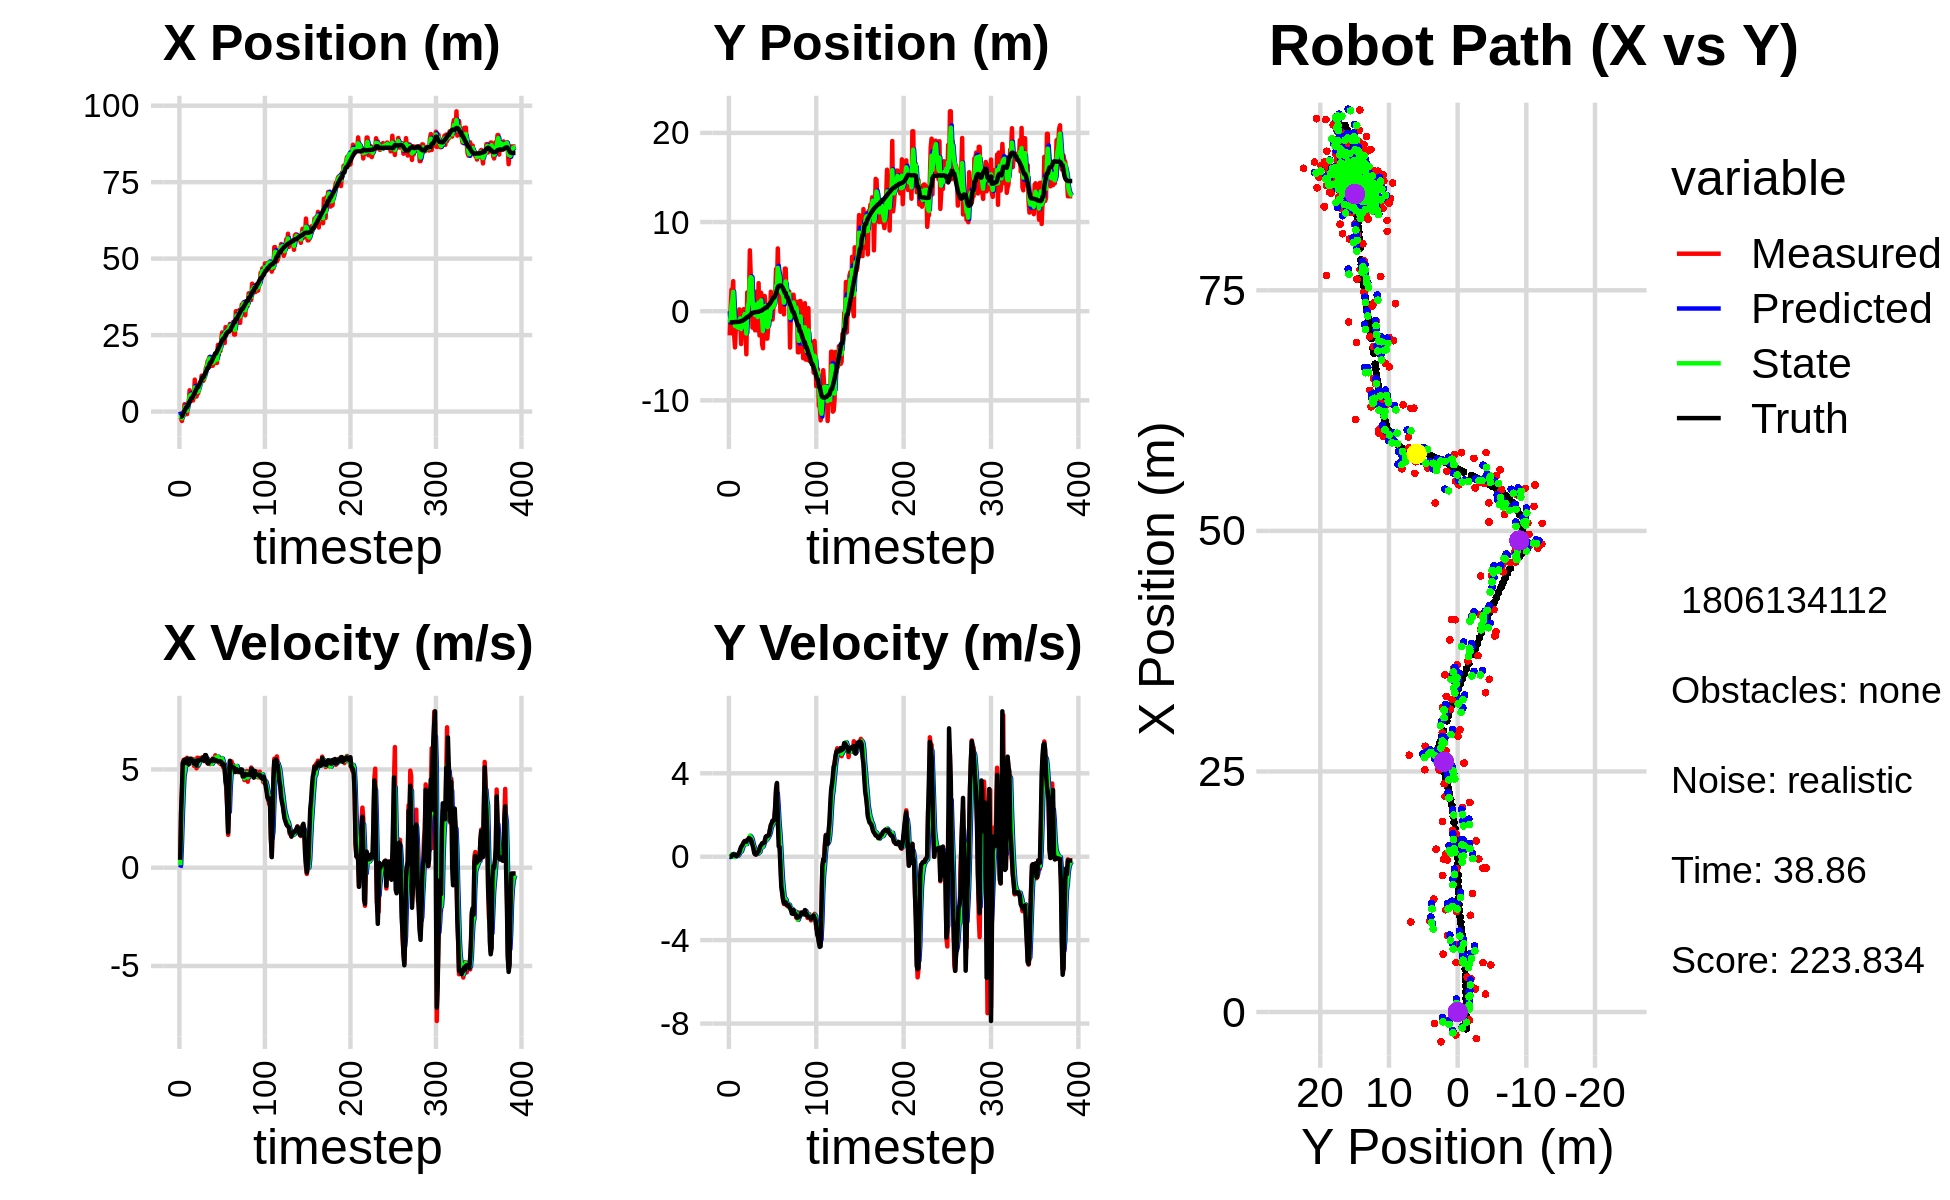 X Position (m)
100
75
50
25
0
0
100
200
300
400
timestep
Y Position (m)
20
10
0
-10
0
100
200
300
400
timestep
X Velocity (m/s)
5
0
-5
0
100
200
300
400
timestep
Y Velocity (m/s)
4
0
-4
-8
0
100
200
300
400
timestep
Robot Path (X vs Y)
X Position (m)
75
50
25
0
20 10 0 -10 -20
Y Position (m)
variable
Measured
Predicted
State
Truth
1806134112
Obstacles: none
Noise: realistic
Time: 38.86
Score: 223.834